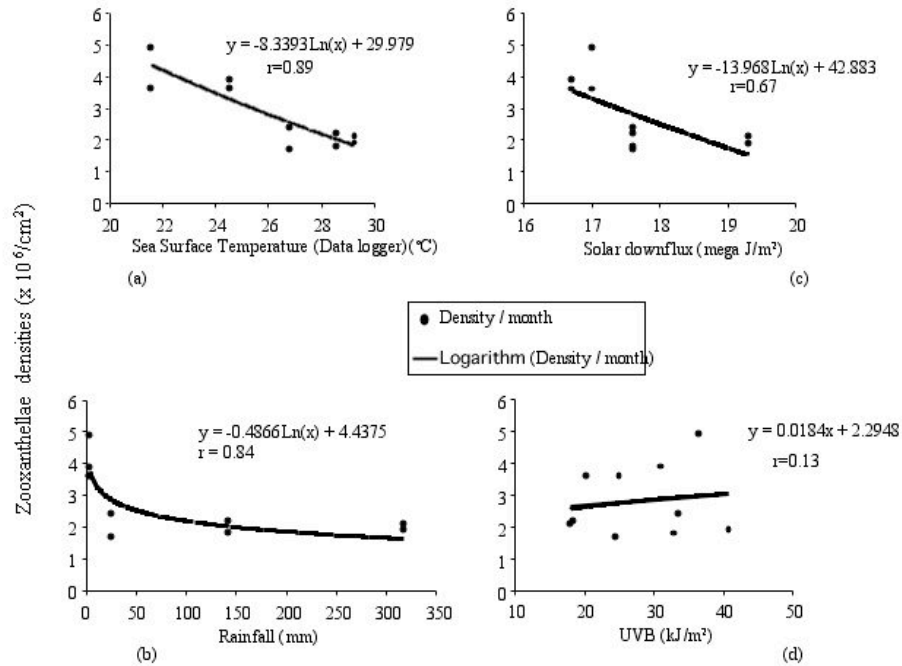 Zooxanthellae densities (x 10⁶/cm²)
6
5
4
3
2
1
0
y = -8.3393Ln(x) + 29.979
r=0.89
20 22 24 26 28 30 32
Sea Surface Temperature (Data logger)(°C)
(a)
6
5
4
3
2
1
0
y = -13.968Ln(x) + 42.883
r=0.67
16 17 18 19 20
Solar downflux (mega J/m²)
(c)
Density / month
Logarithm (Density / month)
6
5
4
3
2
1
0
y = -0.4866Ln(x) + 4.4375
r = 0.84
0 50 100 150 200 250 300 350
Rainfall (mm)
(b)
6
5
4
3
2
1
0
y = 0.0184x + 2.2948
r=0.13
10 20 30 40 50
UVB (kJ/m²)
(d)